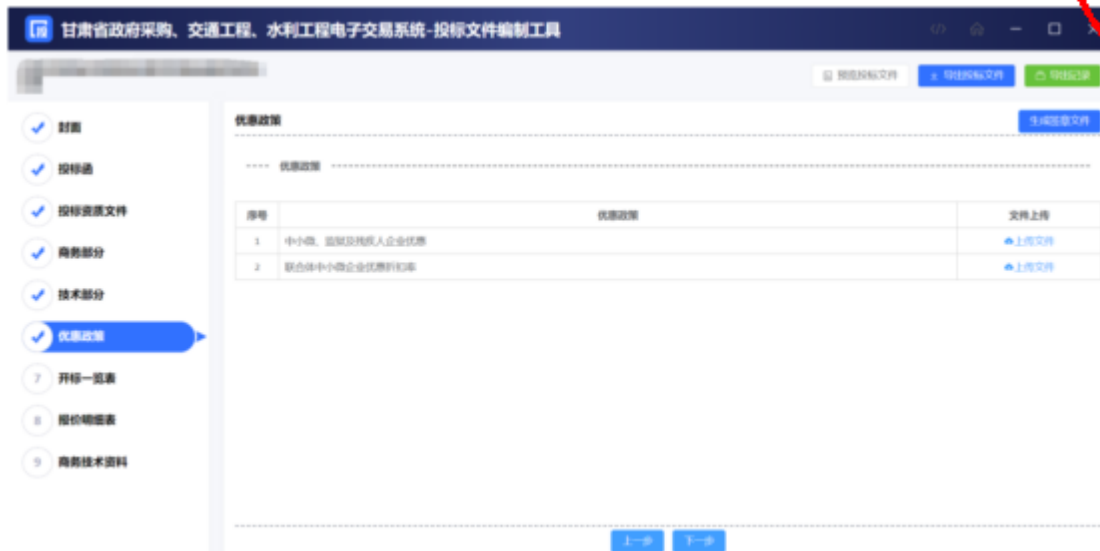 甘肃省政府采购、交通工程、水利工程电子交易系统-投标文件编制工具
预览投标文件 导出投标文件 导出记录
封面
投标函
投标资质文件
商务部分
技术部分
优惠政策
7 开标一览表
8 报价明细表
9 商务技术资料
优惠政策 生成签章文件
优惠政策
序号 优惠政策 文件上传
1 中小微、监狱及残疾人企业优惠 上传文件
2 联合体中小微企业优惠折扣率 上传文件
上一步 下一步